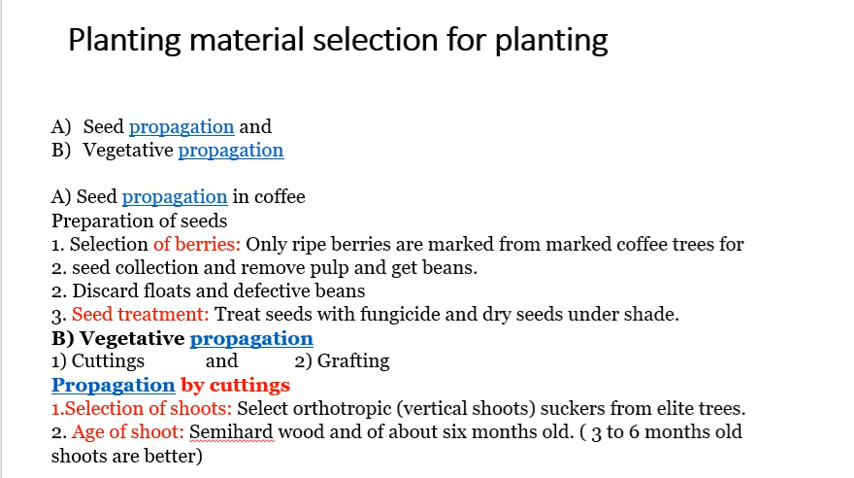 Planting material selection for planting
A) Seed propagation and
B) Vegetative propagation
A) Seed propagation in coffee
Preparation of seeds
1. Selection of berries: Only ripe berries are marked from marked coffee trees for
2. seed collection and remove pulp and get beans.
2. Discard floats and defective beans
3. Seed treatment: Treat seeds with fungicide and dry seeds under shade.
B) Vegetative propagation
1) Cuttings and 2) Grafting
Propagation by cuttings
1.Selection of shoots: Select orthotropic (vertical shoots) suckers from elite trees.
2. Age of shoot: Semihard wood and of about six months old. ( 3 to 6 months old
shoots are better)